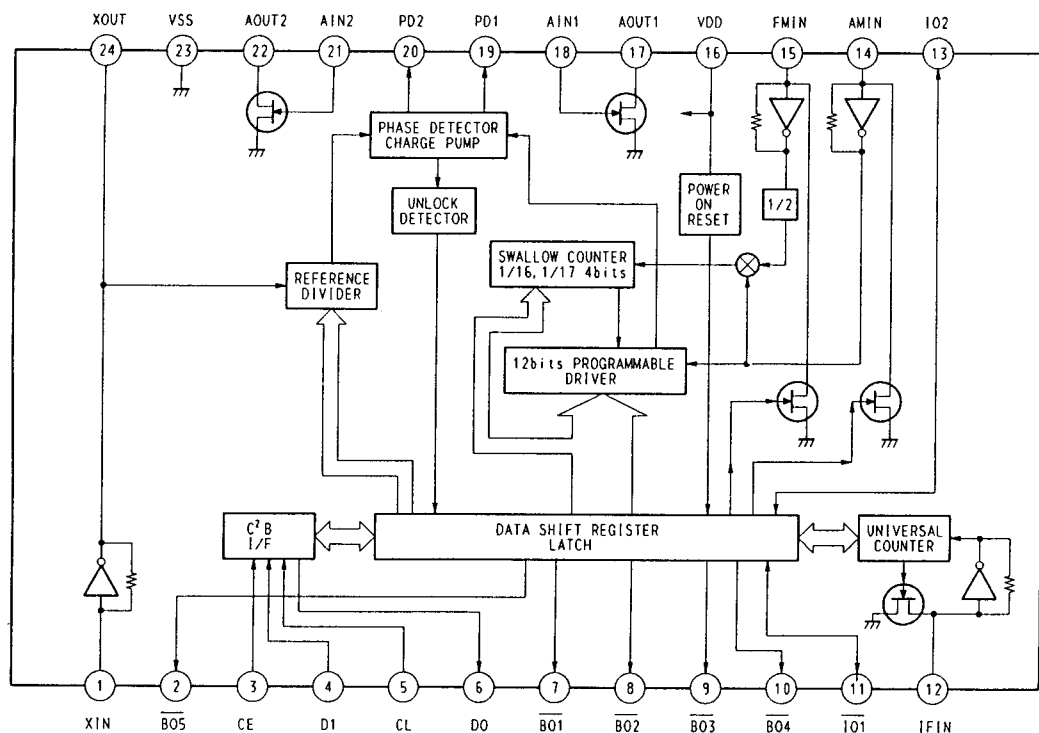 XOUT VSS AOUT2 AIN2 PD2 PD1 AIN1 AOUT1 VDD FMIN AMIN IO2
24 23 22 21 20 19 18 17 16 15 14 13
PHASE DETECTOR
CHARGE PUMP
UNLOCK
DETECTOR
POWER
ON
RESET
1/2
SWALLOW COUNTER
1/16, 1/17 4bits
REFERENCE
DIVIDER
12bits PROGRAMMABLE
DRIVER
C²B
I/F
DATA SHIFT REGISTER
LATCH
UNIVERSAL
COUNTER
1 2 3 4 5 6 7 8 9 10 11 12
XIN BO5 CE D1 CL DO BO1 BO2 BO3 BO4 IO1 IFIN